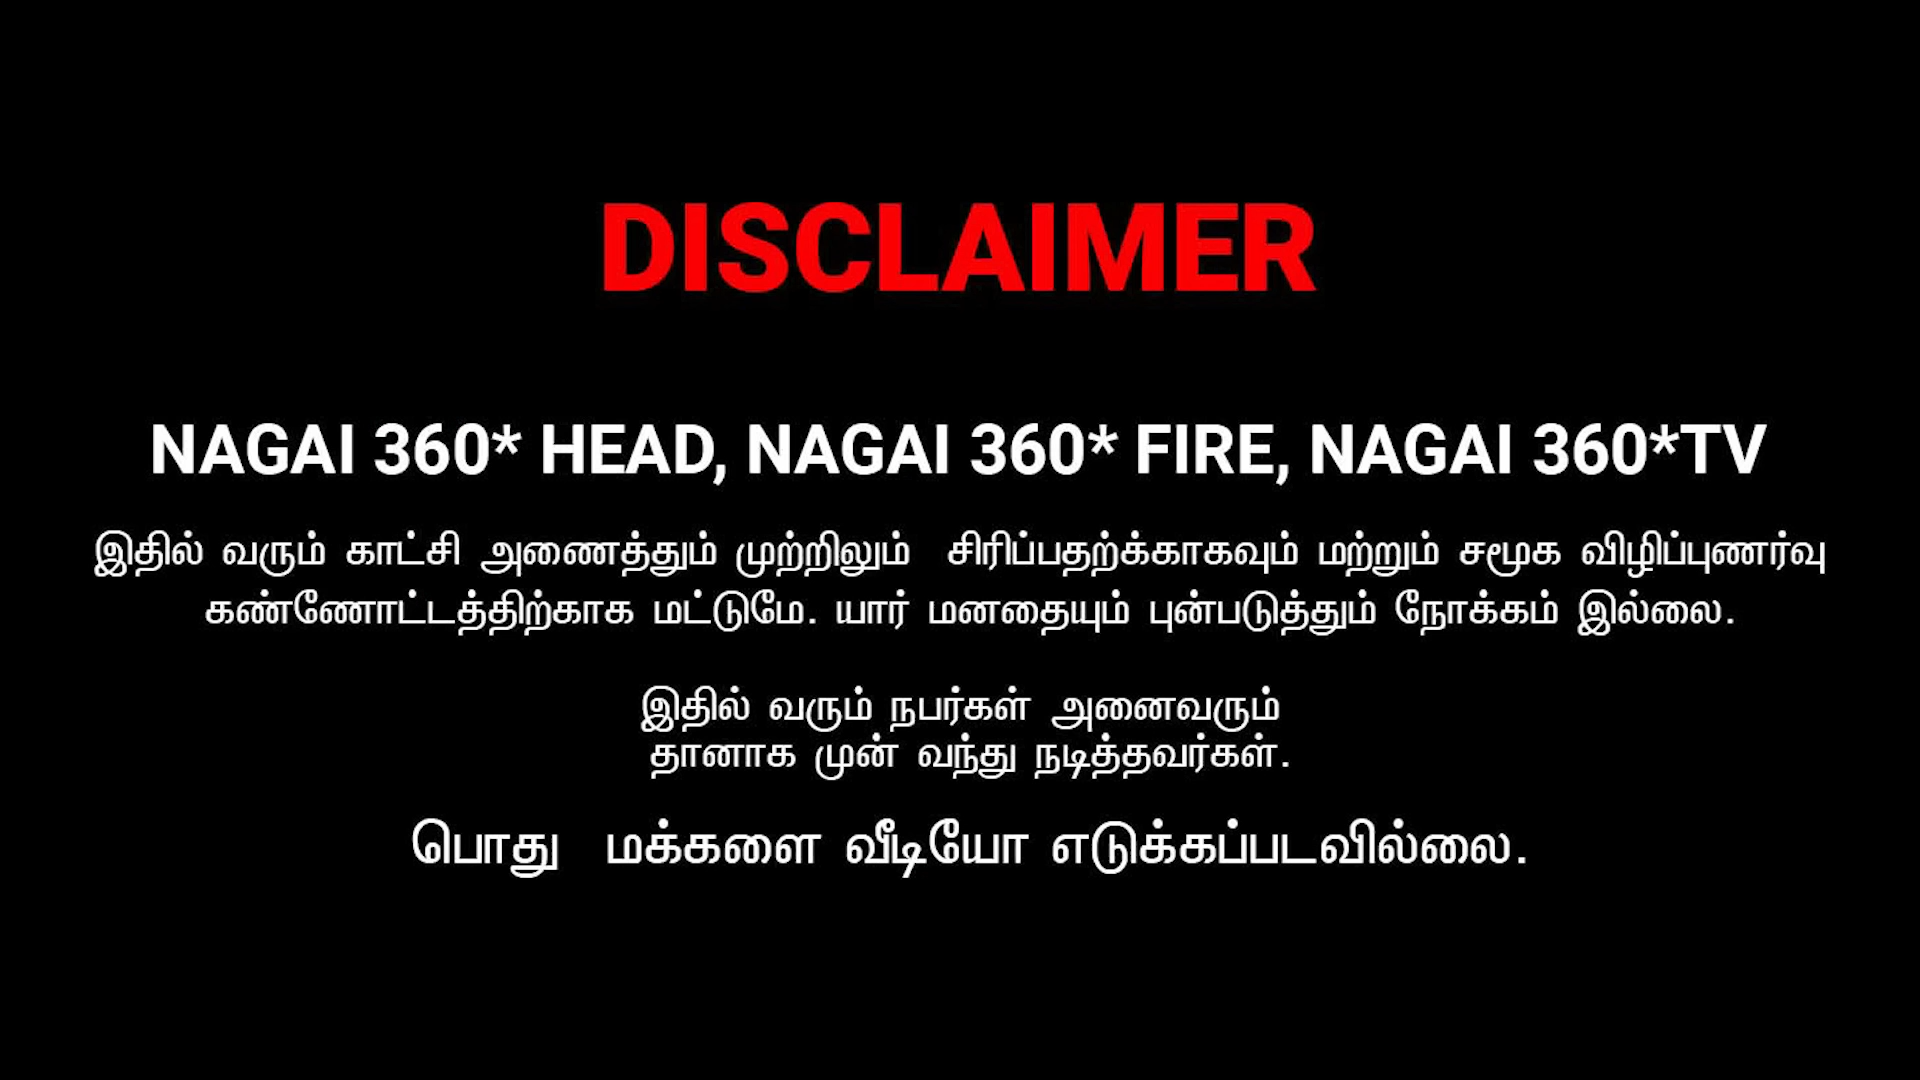 DISCLAIMER
NAGAI 360* HEAD, NAGAI 360* FIRE, NAGAI 360*TV
இதில் வரும் காட்சி அணைத்தும் முற்றிலும் சிரிப்பதற்க்காகவும் மற்றும் சமூக விழிப்புணர்வு
கண்ணோட்டத்திற்காக மட்டுமே. யார் மனதையும் புன்படுத்தும் நோக்கம் இல்லை.
இதில் வரும் நபர்கள் அனைவரும்
தானாக முன் வந்து நடித்தவர்கள்.
பொது மக்களை வீடியோ எடுக்கப்படவில்லை.